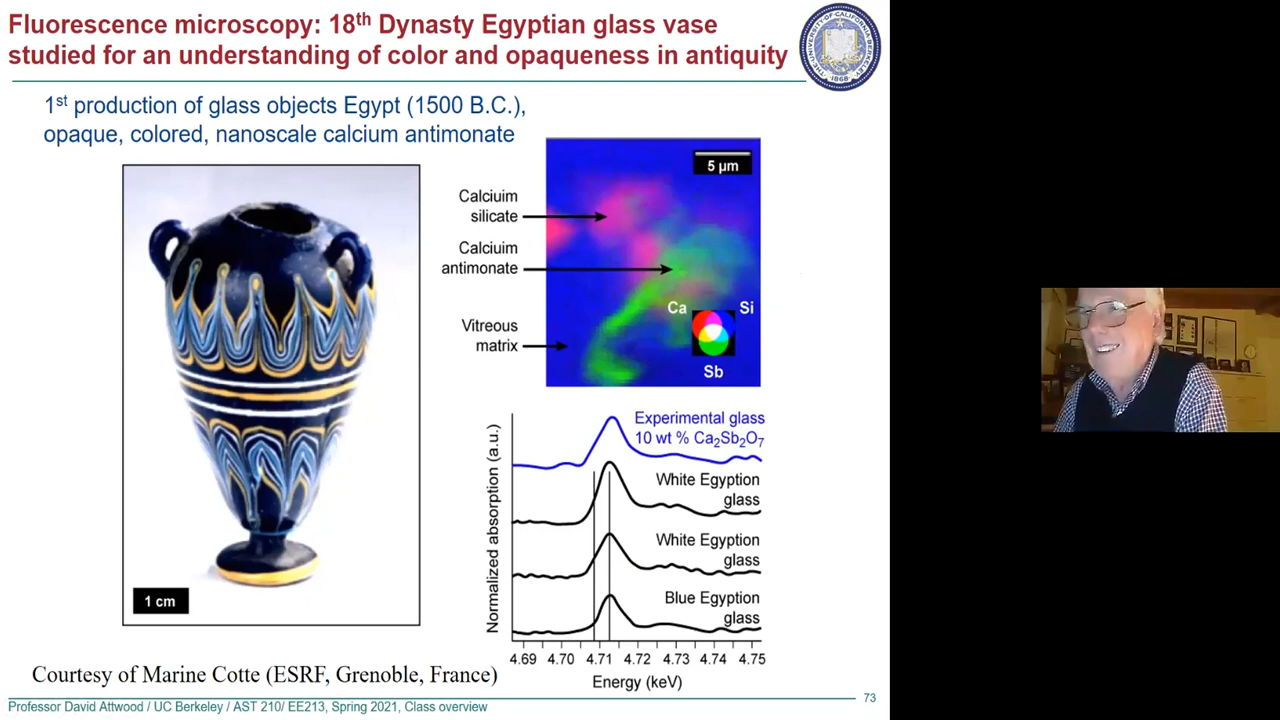 Fluorescence microscopy: 18th Dynasty Egyptian glass vase
studied for an understanding of color and opaqueness in antiquity
1st production of glass objects Egypt (1500 B.C.),
opaque, colored, nanoscale calcium antimonate
5 μm
Calciuim
silicate
Calcium
antimonate
Vitreous
matrix
Ca
Si
Sb
1 cm
Experimental glass
10 wt % Ca2Sb2O7
White Egyption
glass
White Egyption
glass
Blue Egyption
glass
Normalized absorption (a.u.)
4.69 4.70 4.71 4.72 4.73 4.74 4.75
Energy (keV)
Courtesy of Marine Cotte (ESRF, Grenoble, France)
Professor David Attwood / UC Berkeley / AST 210/ EE213, Spring 2021, Class overview
73